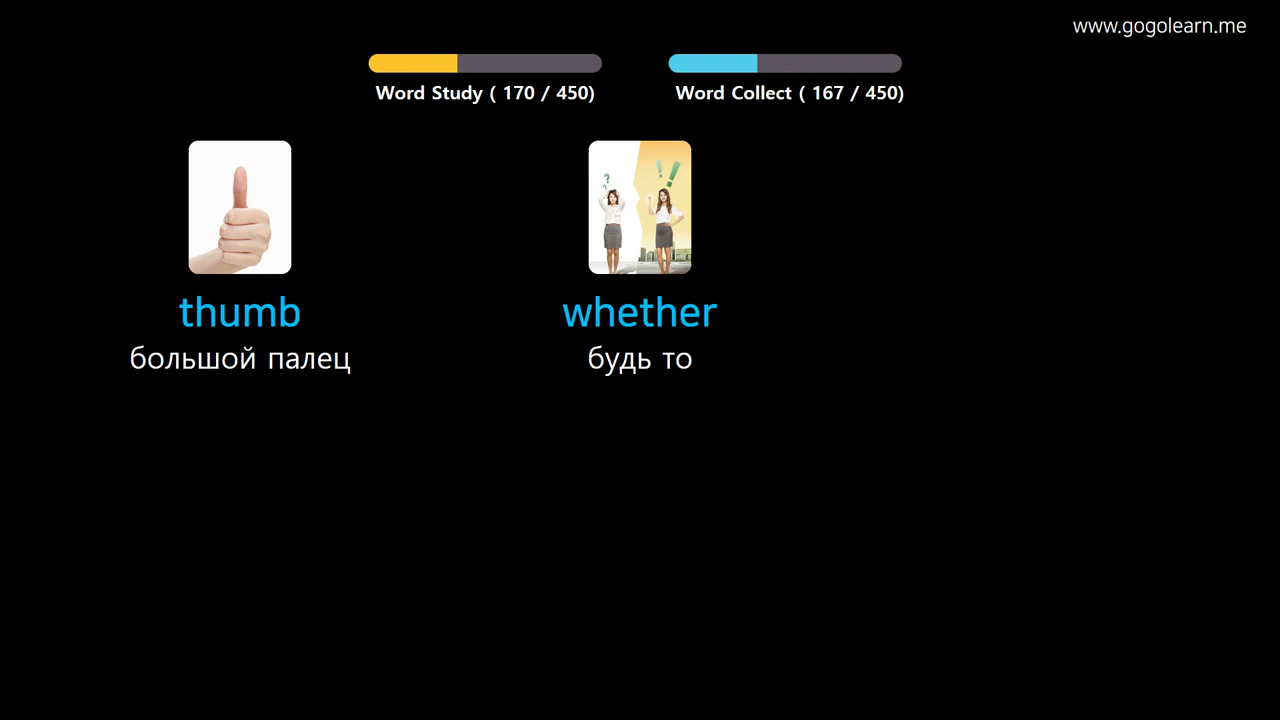 www.gogolearn.me
Word Study ( 170 / 450)
Word Collect ( 167 / 450)
thumb
большой палец
whether
будь то